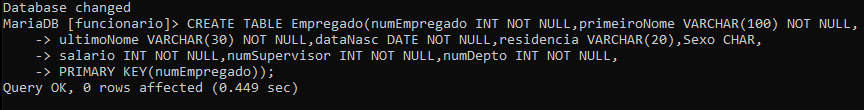 Database changed
MariaDB [funcionario]> CREATE TABLE Empregado(numEmpregado INT NOT NULL,primeiroNome VARCHAR(100) NOT NULL,
    -> ultimoNome VARCHAR(30) NOT NULL,dataNasc DATE NOT NULL,residencia VARCHAR(20),Sexo CHAR,
    -> salario INT NOT NULL,numSupervisor INT NOT NULL,numDepto INT NOT NULL,
    -> PRIMARY KEY(numEmpregado));
Query OK, 0 rows affected (0.449 sec)